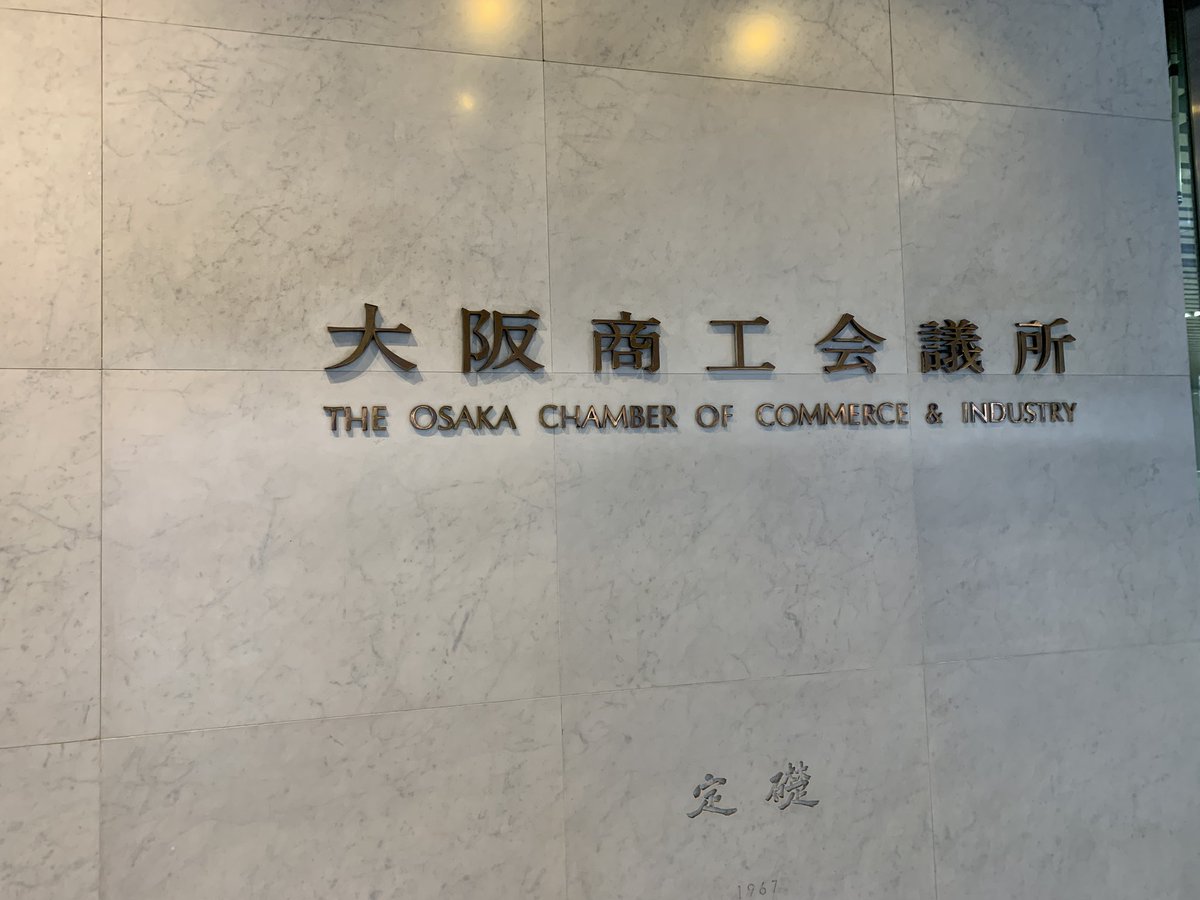 大阪商工会議所
THE OSAKA CHAMBER OF COMMERCE & INDUSTRY
定礎
1967